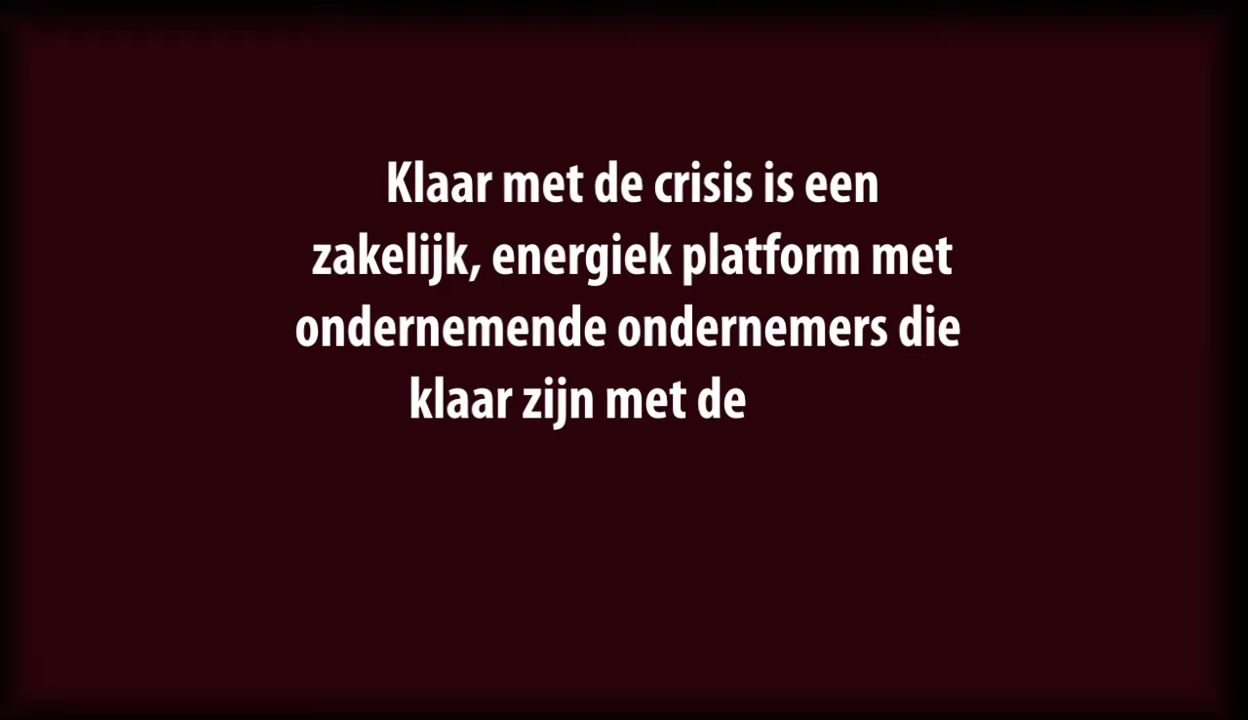 Klaar met de crisis is een
zakelijk, energiek platform met
ondernemende ondernemers die
klaar zijn met de